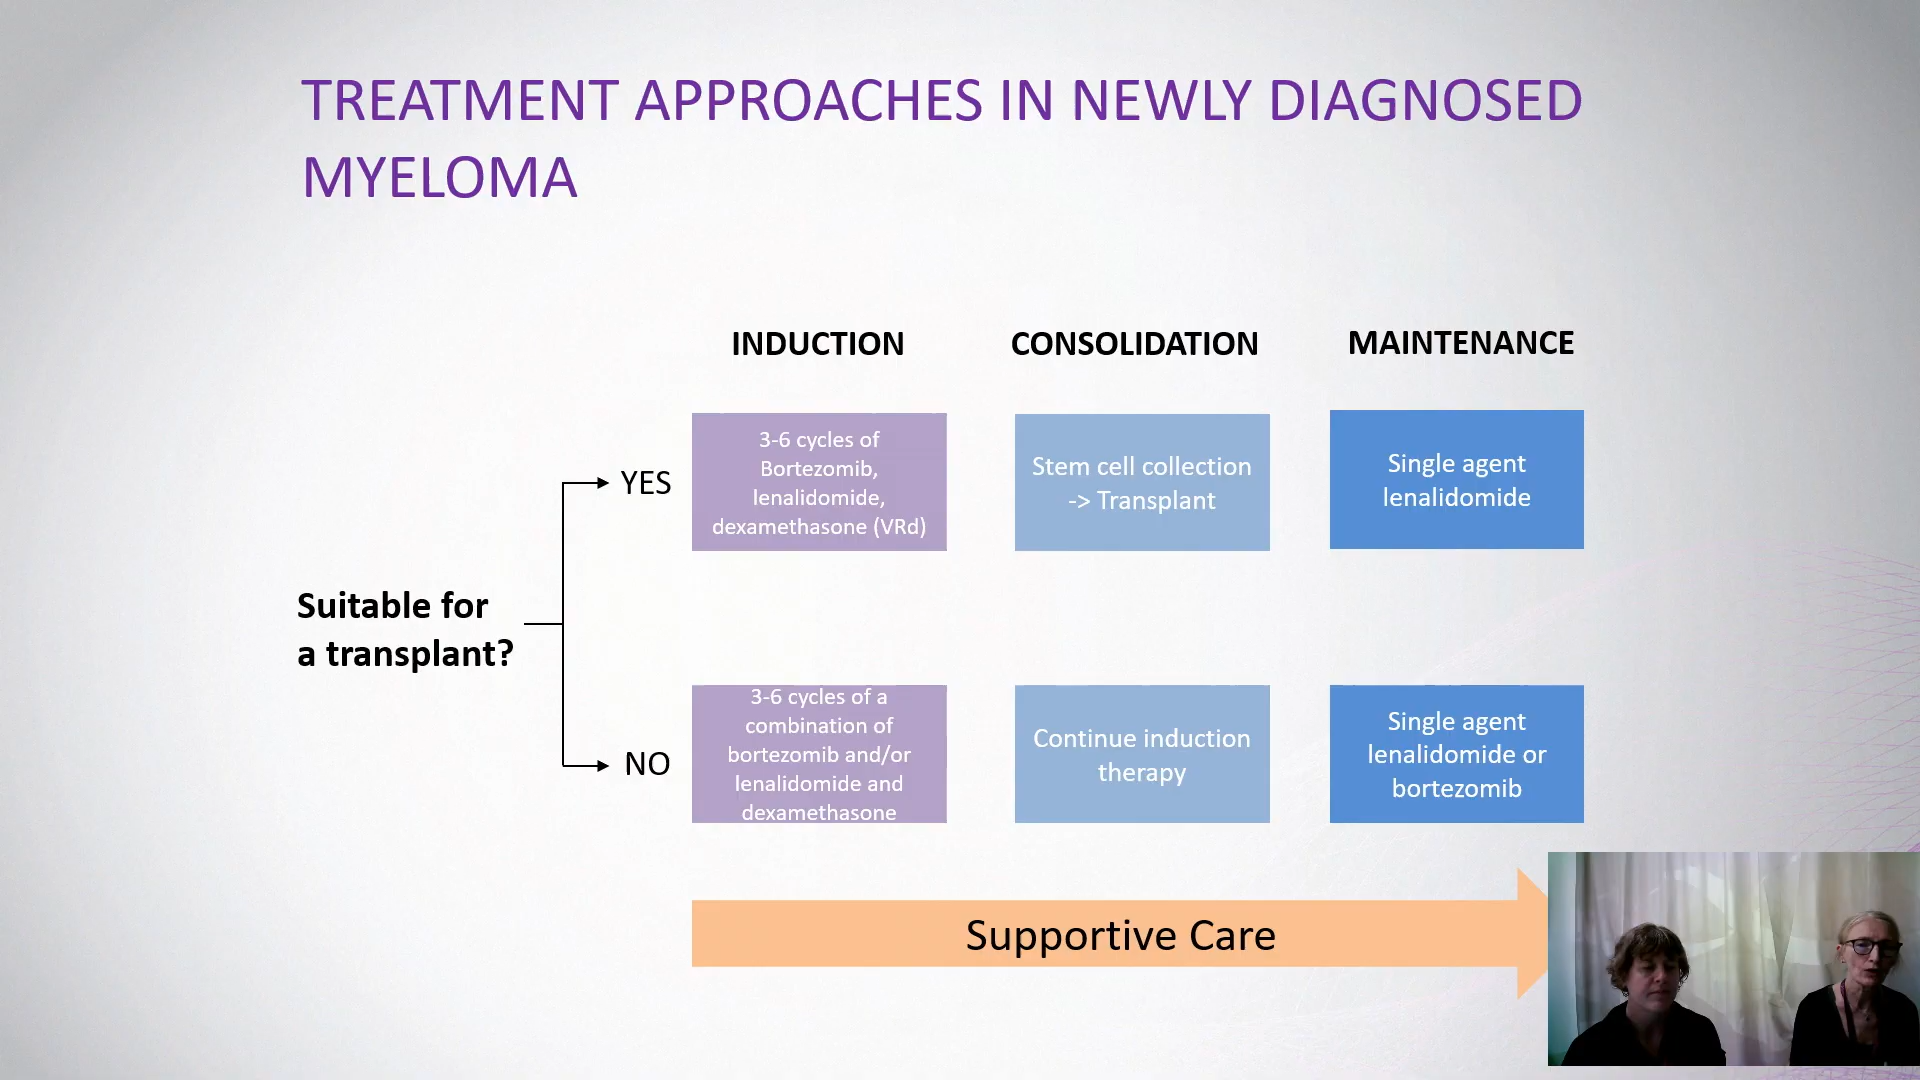 TREATMENT APPROACHES IN NEWLY DIAGNOSED
MYELOMA
INDUCTION
CONSOLIDATION
MAINTENANCE
Suitable for
a transplant?
YES
3-6 cycles of
Bortezomib,
lenalidomide,
dexamethasone (VRd)
Stem cell collection
-> Transplant
Single agent
lenalidomide
NO
3-6 cycles of a
combination of
bortezomib and/or
lenalidomide and
dexamethasone
Continue induction
therapy
Single agent
lenalidomide or
bortezomib
Supportive Care